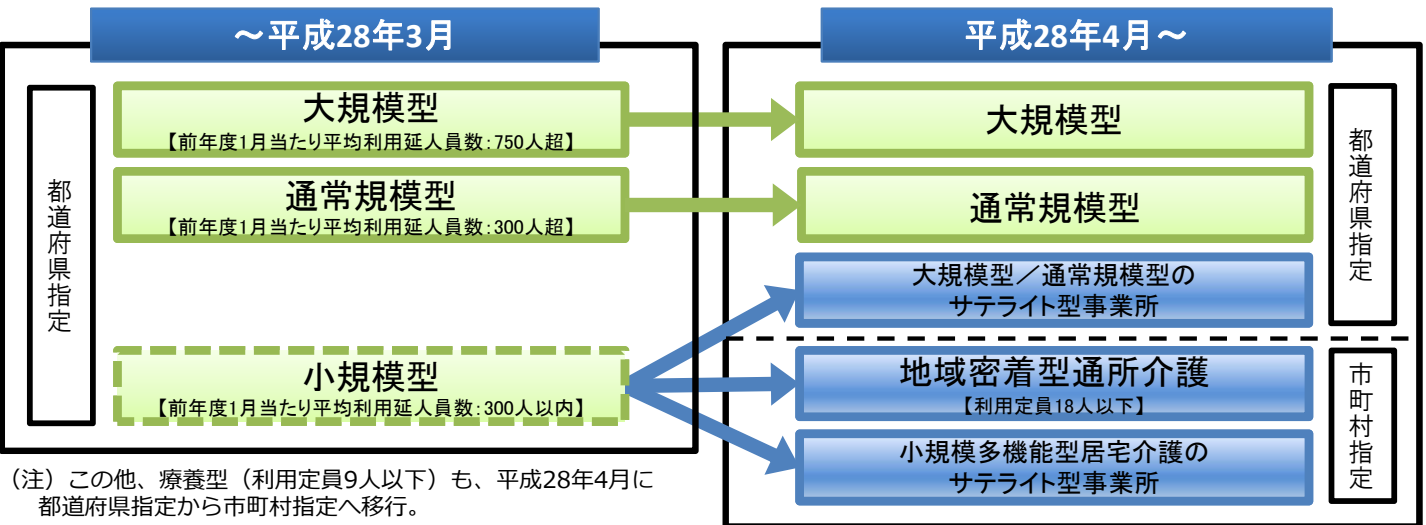 ～平成28年3月
都道府県指定
大規模型
【前年度1月当たり平均利用延人員数：750人超】
通常規模型
【前年度1月当たり平均利用延人員数：300人超】
小規模型
【前年度1月当たり平均利用延人員数：300人以内】
（注）この他、療養型（利用定員9人以下）も、平成28年4月に
都道府県指定から市町村指定へ移行。
平成28年4月～
大規模型
通常規模型
大規模型／通常規模型の
サテライト型事業所
都道府県指定
地域密着型通所介護
【利用定員18人以下】
小規模多機能型居宅介護の
サテライト型事業所
市町村指定